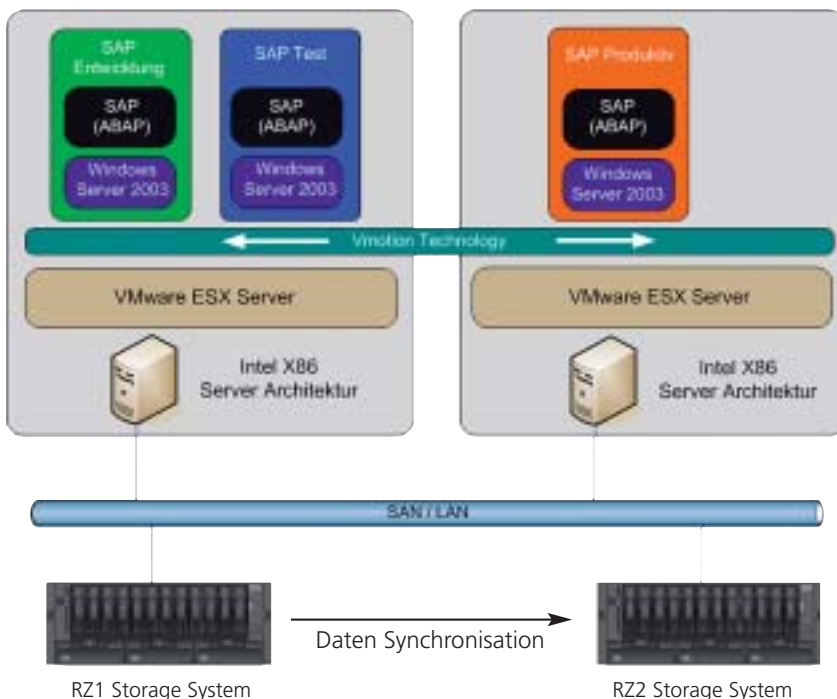 SAP
Entwicklung
SAP
(ABAP)
Windows
Server 2003
SAP Test
SAP
(ABAP)
Windows
Server 2003
SAP Produktiv
SAP
(ABAP)
Windows
Server 2003
Vmotion Technology
VMware ESX Server
VMware ESX Server
Intel X86
Server Architektur
Intel X86
Server Architektur
SAN / LAN
Daten Synchronisation
RZ1 Storage System
RZ2 Storage System